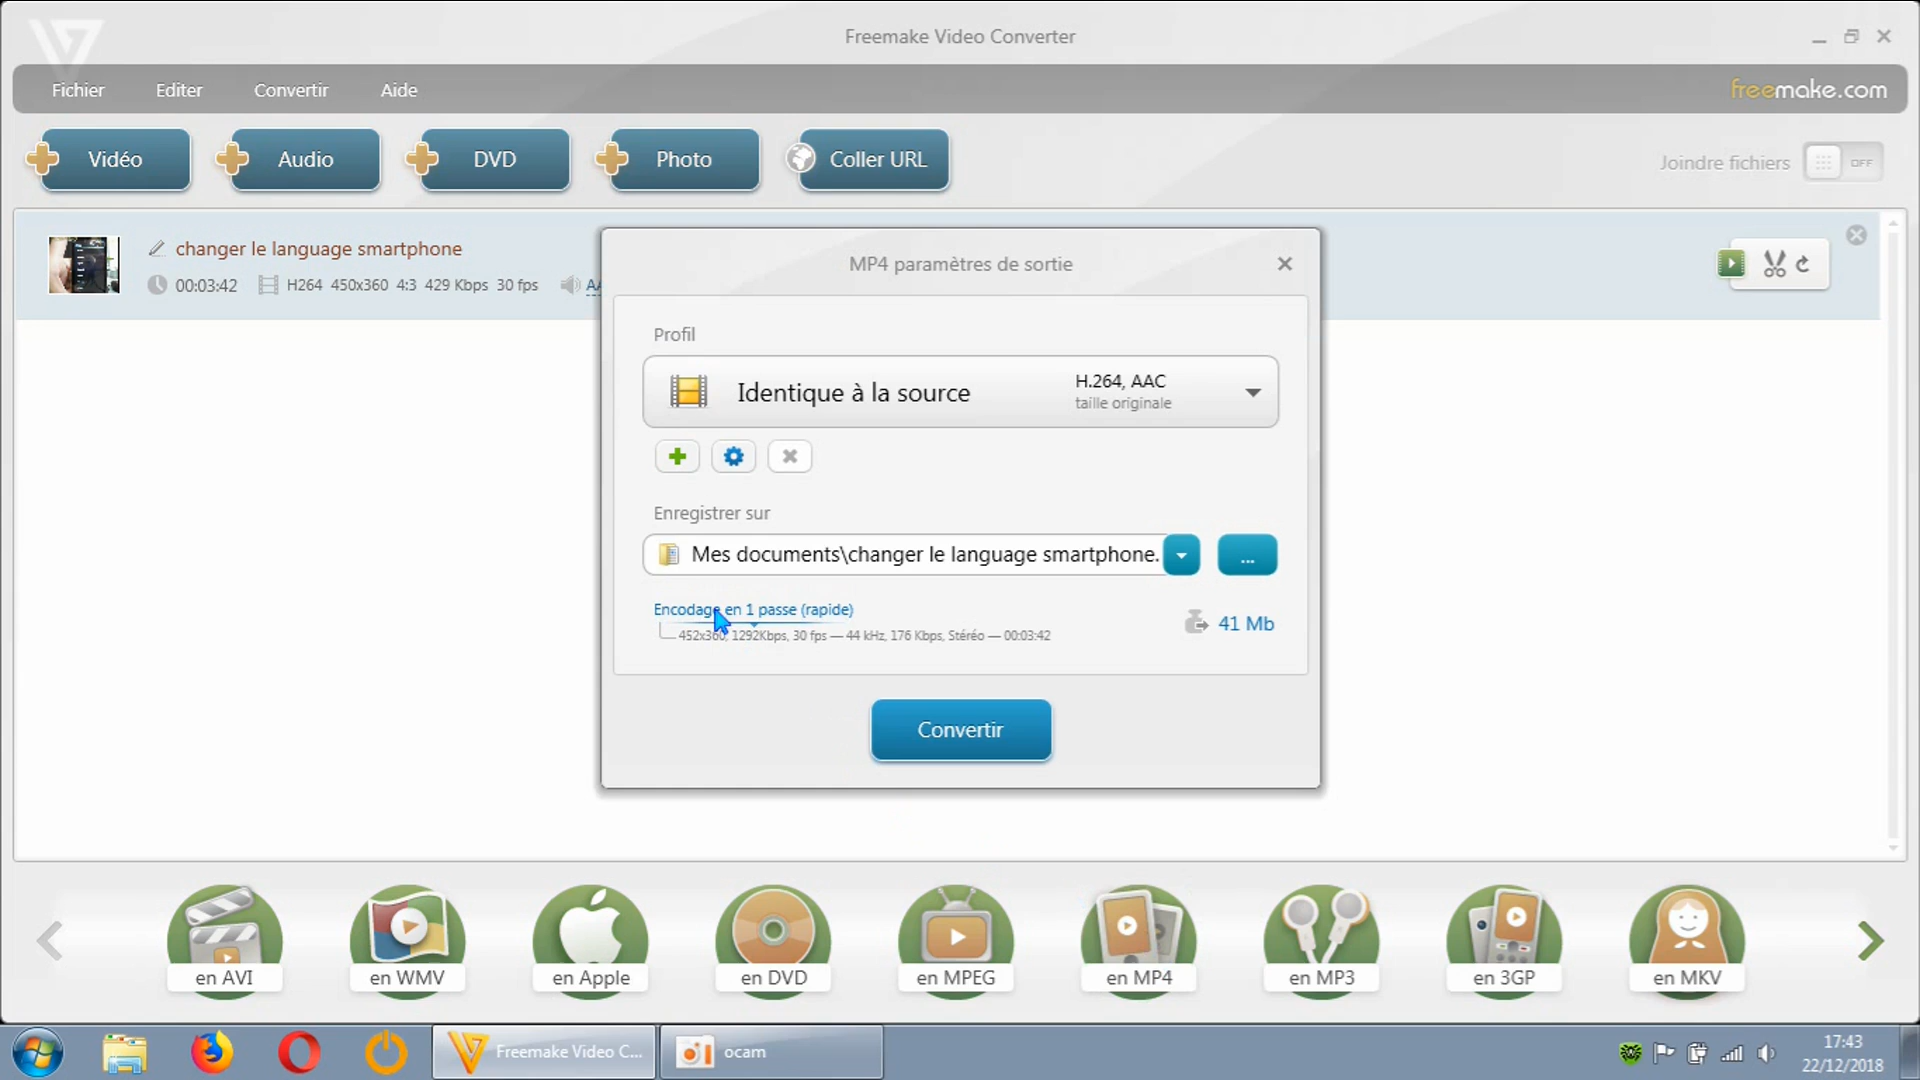 Freemake Video Converter
Fichier Editer Convertir Aide
freemake.com
Vidéo Audio DVD Photo Coller URL
Joindre fichiers OFF
changer le language smartphone
00:03:42 H264 450x360 4:3 429 Kbps 30 fps
MP4 paramètres de sortie
Profil
Identique à la source
H.264, AAC
taille originale
Enregistrer sur
Mes documents\changer le language smartphone.
...
Encodage en 1 passe (rapide)
452x360, 1292Kbps, 30 fps — 44 kHz, 176 Kbps, Stéréo — 00:03:42
41 Mb
Convertir
en AVI en WMV en Apple en DVD en MPEG en MP4 en MP3 en 3GP en MKV
Freemake Video C...
ocam
17:43
22/12/2018